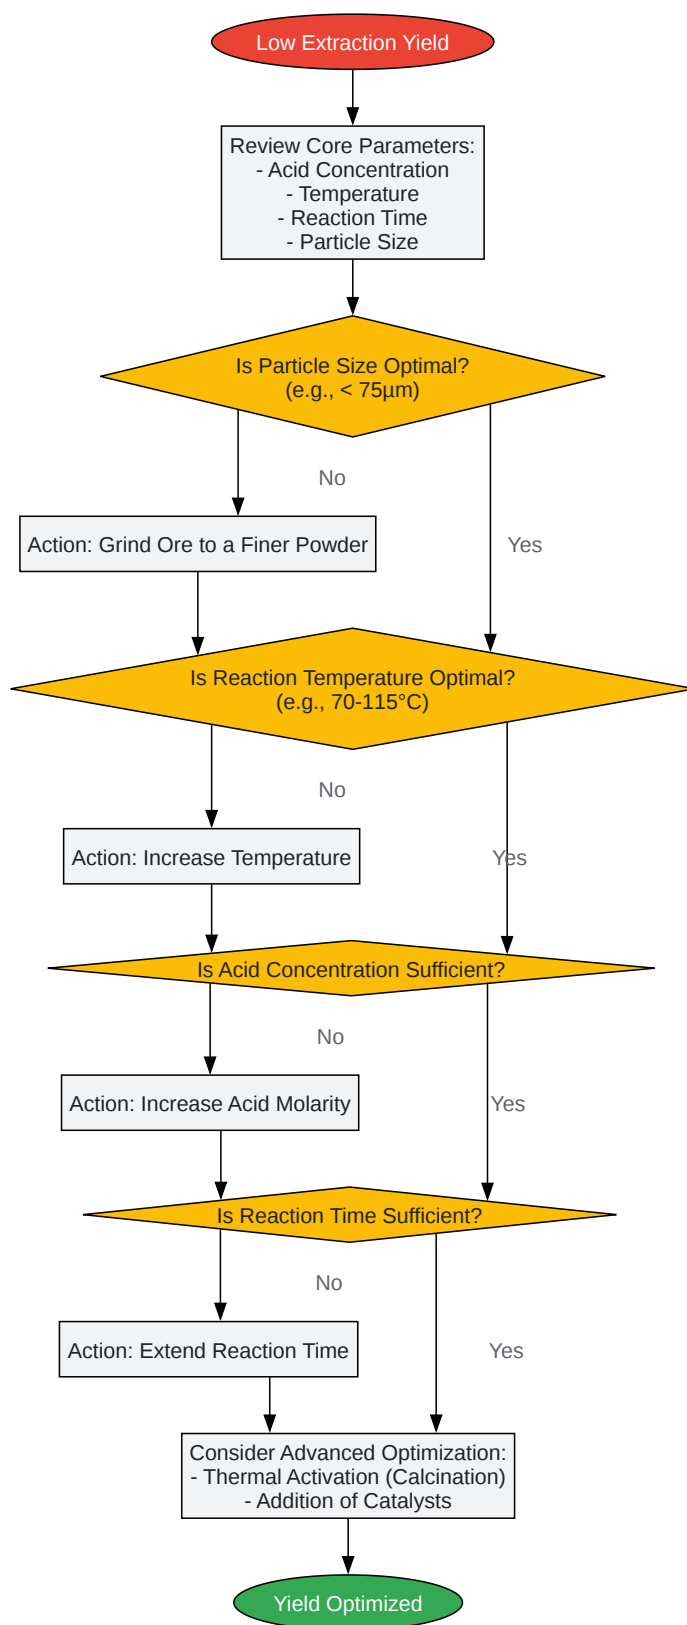 Low Extraction Yield
Review Core Parameters:
- Acid Concentration
- Temperature
- Reaction Time
- Particle Size
Is Particle Size Optimal?
(e.g., < 75µm)
No
Action: Grind Ore to a Finer Powder
Yes
Is Reaction Temperature Optimal?
(e.g., 70-115°C)
No
Action: Increase Temperature
Yes
Is Acid Concentration Sufficient?
No
Action: Increase Acid Molarity
Yes
Is Reaction Time Sufficient?
No
Action: Extend Reaction Time
Yes
Consider Advanced Optimization:
- Thermal Activation (Calcination)
- Addition of Catalysts
Yield Optimized